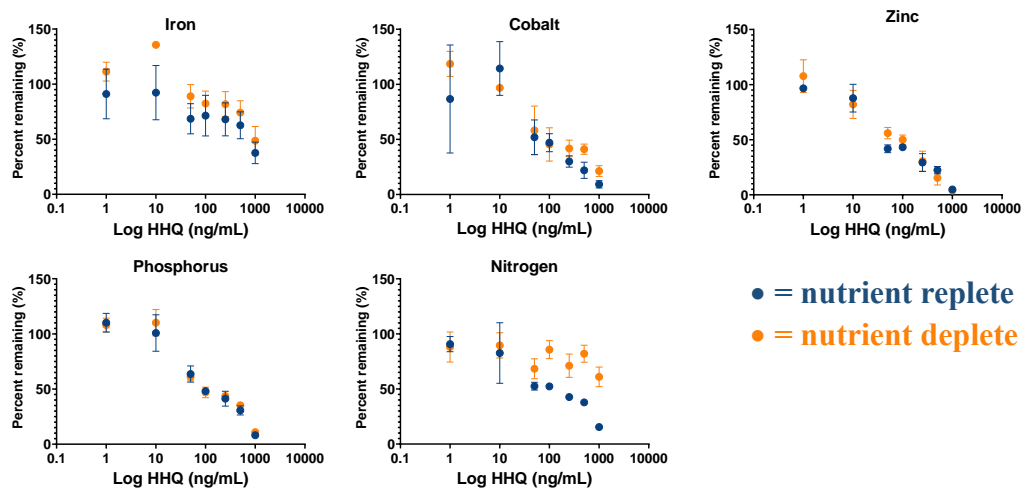 Iron
Percent remaining (%)
150
100
50
0
0.1 1 10 100 1000 10000
Log HHQ (ng/mL)
Cobalt
Percent remaining (%)
150
100
50
0
0.1 1 10 100 1000 10000
Log HHQ (ng/mL)
Zinc
Percent remaining (%)
150
100
50
0
0.1 1 10 100 1000 10000
Log HHQ (ng/mL)
Phosphorus
Percent remaining (%)
150
100
50
0
0.1 1 10 100 1000 10000
Log HHQ (ng/mL)
Nitrogen
Percent remaining (%)
150
100
50
0
0.1 1 10 100 1000 10000
Log HHQ (ng/mL)
= nutrient replete
= nutrient deplete